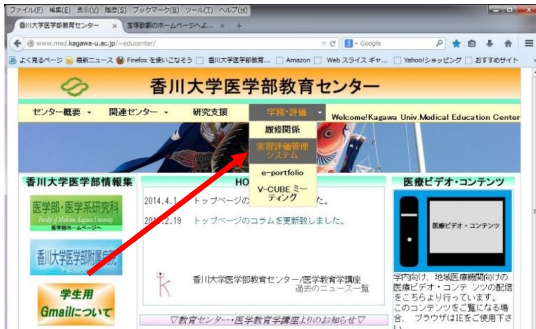 ファイル(F) 編集(E) 表示(V) 履歴(S) ブックマーク(B) ツール(T) ヘルプ(H)
香川大学医学部教育センター × 宝塚歌劇のホームページへよ... × +
www.med.kagawa-u.ac.jp/~educenter/
Google
よく見るページ 最新ニュース Firefox を使いこなそう 香川大学医学部教育... Amazon Web スライス ギャ... Yahoo!ショッピング おすすめサイト
香川大学医学部教育センター
センター概要 関連センター 研究支援 学務・評価
Welcome!Kagawa Univ.Medical Education Center
履修関係
実習評価管理
システム
e-portfolio
V-CUBE ミー
ティング
香川大学医学部情報集
医学部・医学系研究科
Faculty of Medicine, Kagawa University
医学部ホームページへ
香川大学医学部附属病院
学生用
Gmailについて
HO
2014.4.1 トップページの た。
2.19 トップページのコラムを更新致しました。
香川大学医学部教育センター/医学教育学講座
過去のニュース一覧
▽教育センター・医学教育学講座よりのお知らせ▽
医療ビデオ・コンテンツ
医療ビデオ・コンテンツ
学内向け、地域医療機関向けの
医療ビデオ・コンテ ンツの配信
をこちらより行っています。
このコンテンツをご覧になる場
合、 ブラウザはIEをご使用下さ
い